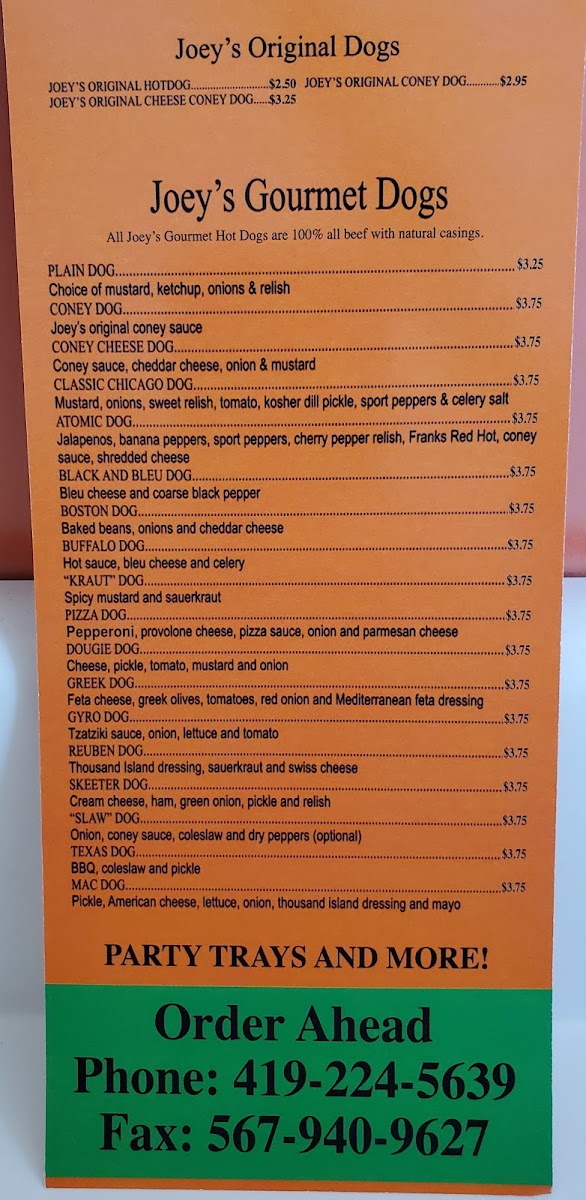 Joey's Original Dogs
JOEY'S ORIGINAL HOTDOG............................$2.50 JOEY'S ORIGINAL CONEY DOG............$2.95
JOEY'S ORIGINAL CHEESE CONEY DOG......$3.25
Joey's Gourmet Dogs
All Joey's Gourmet Hot Dogs are 100% all beef with natural casings.
PLAIN DOG....................$3.25
Choice of mustard, ketchup, onions & relish
CONEY DOG....................$3.75
Joey's original coney sauce
CONEY CHEESE DOG....................$3.75
Coney sauce, cheddar cheese, onion & mustard
CLASSIC CHICAGO DOG....................$3.75
Mustard, onions, sweet relish, tomato, kosher dill pickle, sport peppers & celery salt
ATOMIC DOG....................$3.75
Jalapenos, banana peppers, sport peppers, cherry pepper relish, Franks Red Hot, coney
sauce, shredded cheese
BLACK AND BLEU DOG....................$3.75
Bleu cheese and coarse black pepper
BOSTON DOG....................$3.75
Baked beans, onions and cheddar cheese
BUFFALO DOG....................$3.75
Hot sauce, bleu cheese and celery
“KRAUT” DOG....................$3.75
Spicy mustard and sauerkraut
PIZZA DOG....................$3.75
Pepperoni, provolone cheese, pizza sauce, onion and parmesan cheese
DOUGIE DOG....................$3.75
Cheese, pickle, tomato, mustard and onion
GREEK DOG....................$3.75
Feta cheese, greek olives, tomatoes, red onion and Mediterranean feta dressing
GYRO DOG....................$3.75
Tzatziki sauce, onion, lettuce and tomato
REUBEN DOG....................$3.75
Thousand Island dressing, sauerkraut and swiss cheese
SKEETER DOG....................$3.75
Cream cheese, ham, green onion, pickle and relish
“SLAW” DOG....................$3.75
Onion, coney sauce, coleslaw and dry peppers (optional)
TEXAS DOG....................$3.75
BBQ, coleslaw and pickle
MAC DOG....................$3.75
Pickle, American cheese, lettuce, onion, thousand island dressing and mayo
PARTY TRAYS AND MORE!
Order Ahead
Phone: 419-224-5639
Fax: 567-940-9627